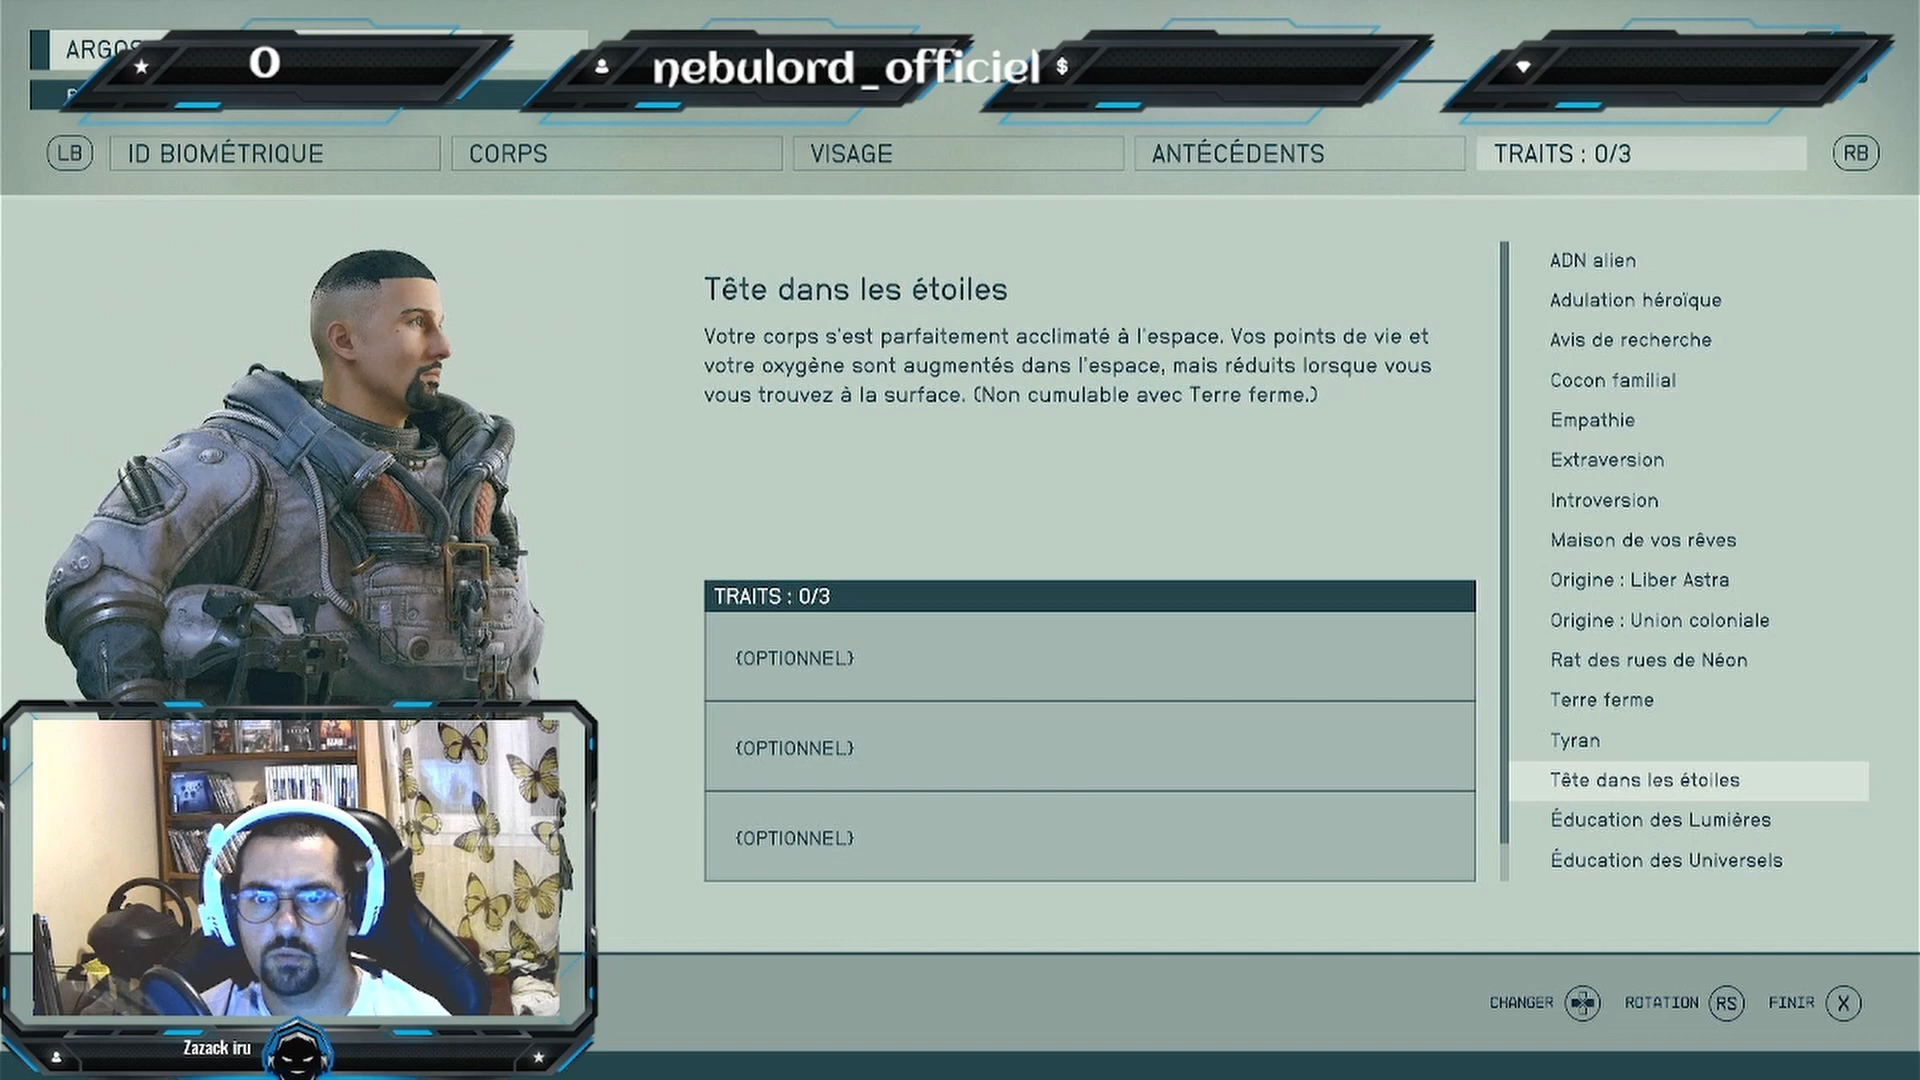 ARGOS
0
nebulord_officiel
$
LB
ID BIOMÉTRIQUE
CORPS
VISAGE
ANTÉCÉDENTS
TRAITS : 0/3
RB
Tête dans les étoiles
Votre corps s'est parfaitement acclimaté à l'espace. Vos points de vie et
votre oxygène sont augmentés dans l'espace, mais réduits lorsque vous
vous trouvez à la surface. (Non cumulable avec Terre ferme.)
TRAITS : 0/3
{OPTIONNEL}
{OPTIONNEL}
{OPTIONNEL}
ADN alien
Adulation héroïque
Avis de recherche
Cocon familial
Empathie
Extraversion
Introversion
Maison de vos rêves
Origine : Liber Astra
Origine : Union coloniale
Rat des rues de Néon
Terre ferme
Tyran
Tête dans les étoiles
Éducation des Lumières
Éducation des Universels
CHANGER
ROTATION RS
FINIR X
Zazack iru